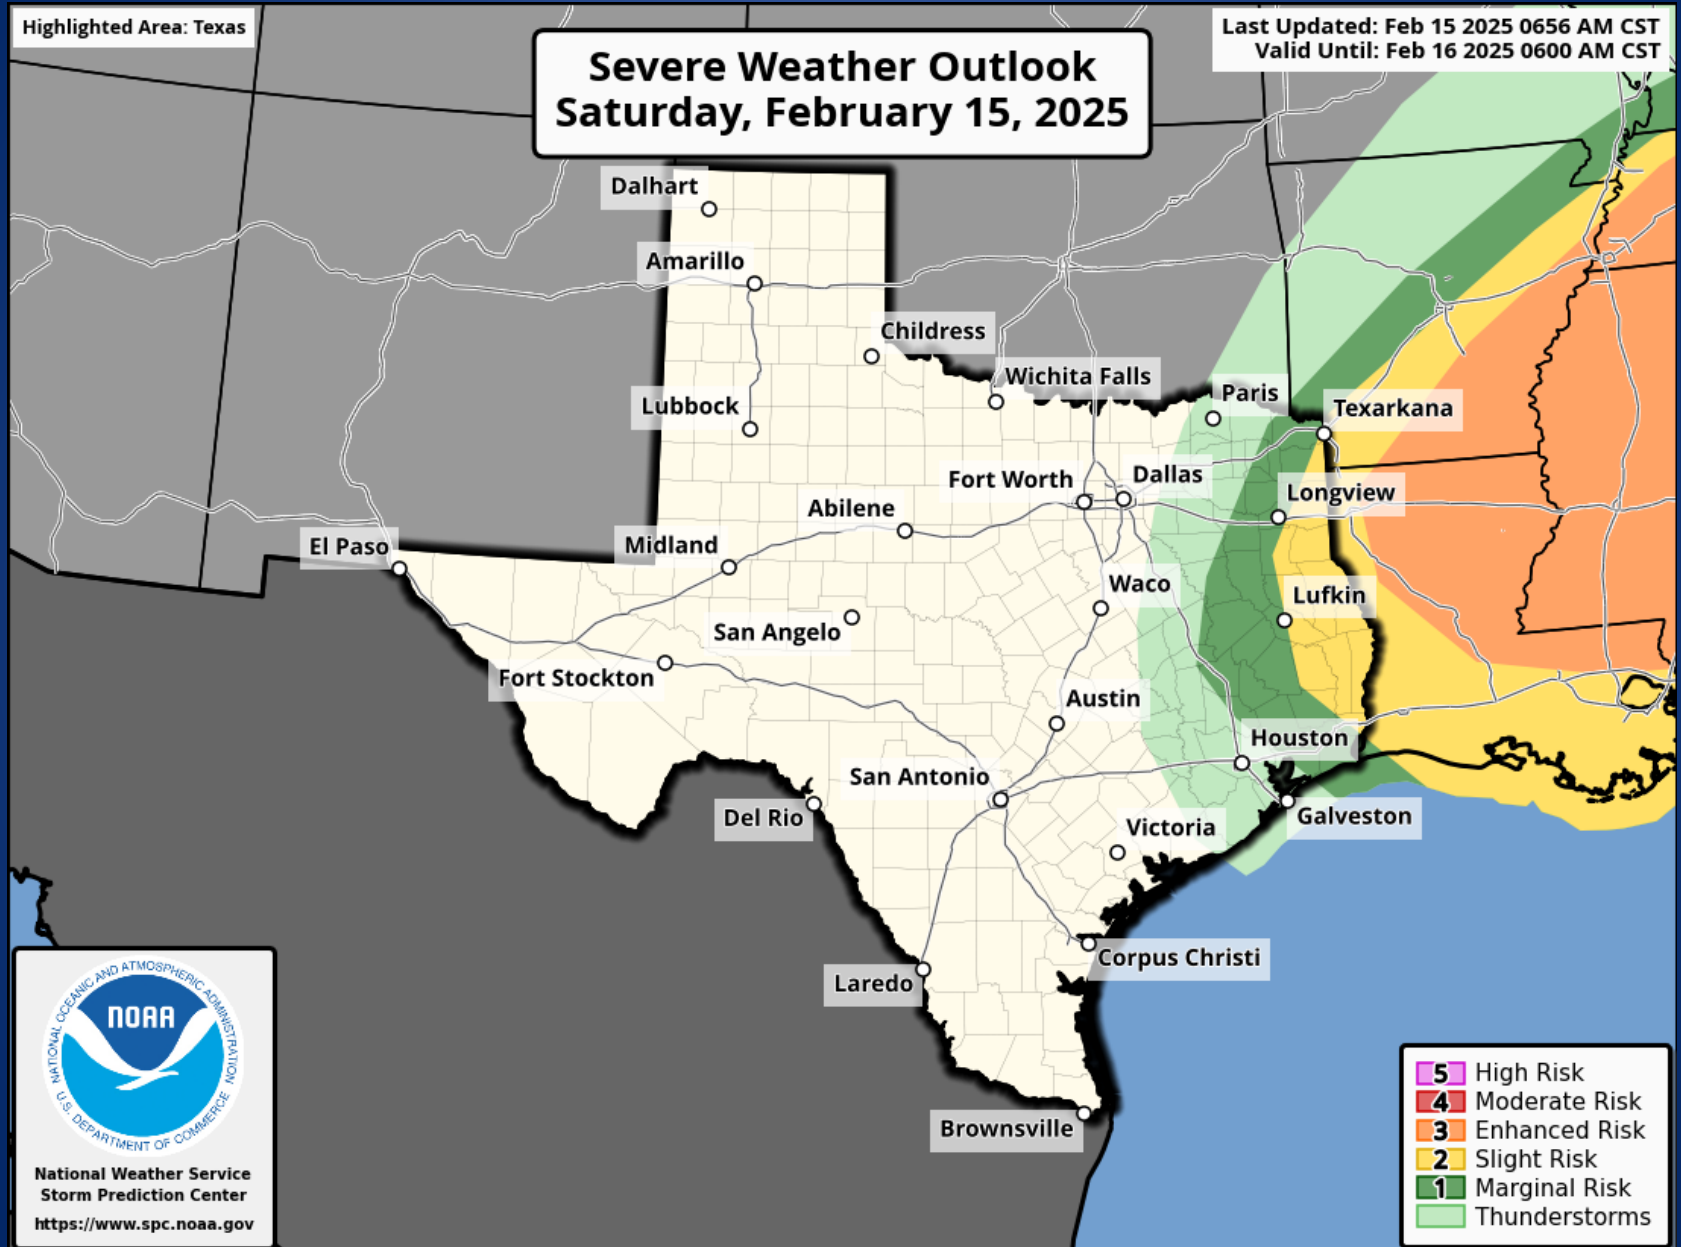 Highlighted Area: Texas
Severe Weather Outlook
Saturday, February 15, 2025
Last Updated: Feb 15 2025 0656 AM CST
Valid Until: Feb 16 2025 0600 AM CST
Dalhart
Amarillo
Childress
Wichita Falls
Paris
Texarkana
Lubbock
Fort Worth
Dallas
Longview
Abilene
El Paso
Midland
Waco
Lufkin
San Angelo
Fort Stockton
Austin
Houston
San Antonio
Del Rio
Victoria
Galveston
Corpus Christi
Laredo
Brownsville
NATIONAL OCEANIC AND ATMOSPHERIC ADMINISTRATION
NOAA
U.S. DEPARTMENT OF COMMERCE
National Weather Service
Storm Prediction Center
https://www.spc.noaa.gov
5 High Risk
4 Moderate Risk
3 Enhanced Risk
2 Slight Risk
1 Marginal Risk
Thunderstorms